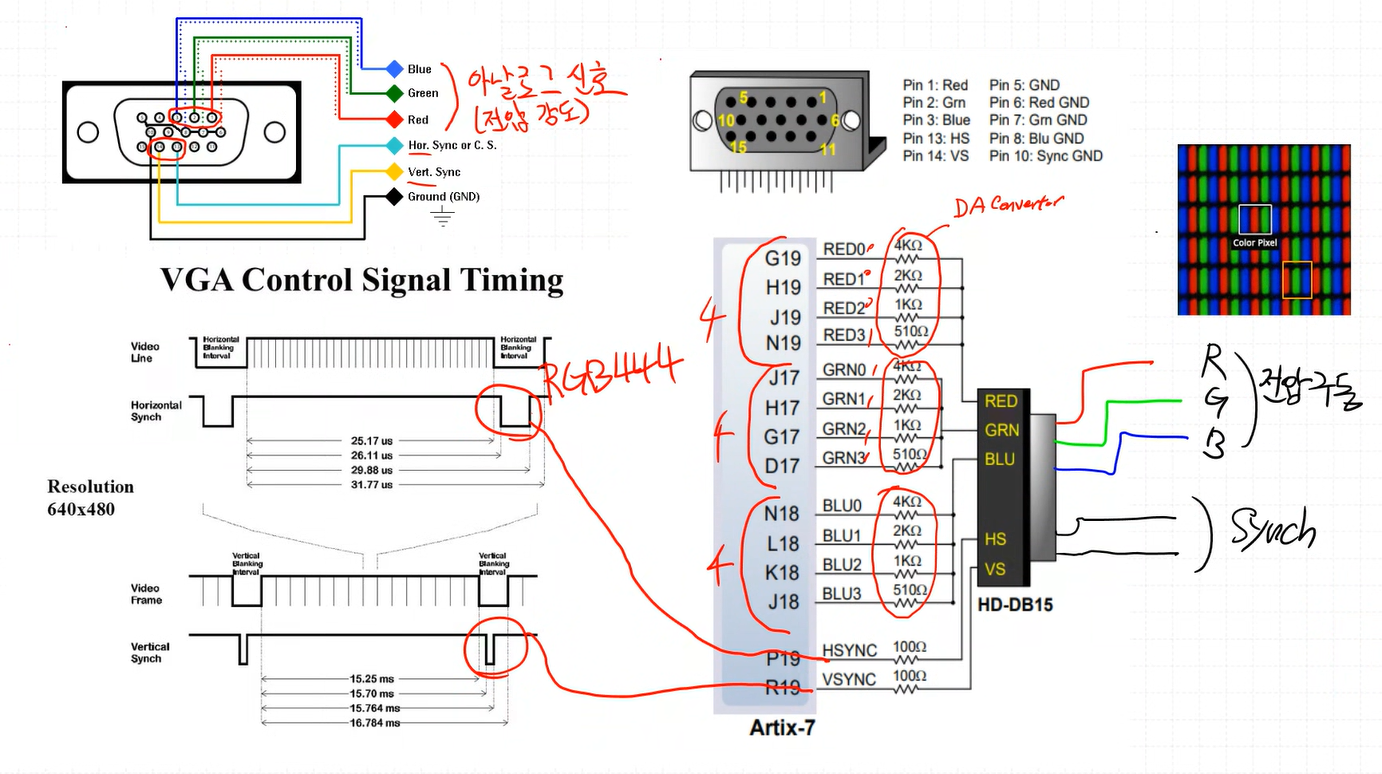 Blue
Green
Red
Hor. Sync or C. S.
Vert. Sync
Ground (GND)
아날로그 신호
(전압 강도)
5
1
10
6
15
11
Pin 1: Red Pin 5: GND
Pin 2: Grn Pin 6: Red GND
Pin 3: Blue Pin 7: Grn GND
Pin 13: HS Pin 8: Blu GND
Pin 14: VS Pin 10: Sync GND
Color Pixel
DA Convertor
VGA Control Signal Timing
Video
Line
Horizontal
Blanking
Interval
Horizontal
Blanking
Interval
RGB444
Horizontal
Synch
25.17 us
26.11 us
29.88 us
31.77 us
Resolution
640x480
Vertical
Blanking
Interval
Vertical
Blanking
Interval
Video
Frame
Vertical
Synch
15.25 ms
15.70 ms
15.764 ms
16.784 ms
4
G19 RED0 4KΩ
H19 RED1 2KΩ
J19 RED2 1KΩ
N19 RED3 510Ω
4
J17 GRN0 4KΩ
H17 GRN1 2KΩ
G17 GRN2 1KΩ
D17 GRN3 510Ω
4
N18 BLU0 4KΩ
L18 BLU1 2KΩ
K18 BLU2 1KΩ
J18 BLU3 510Ω
P19 HSYNC 100Ω
R19 VSYNC 100Ω
Artix-7
RED
GRN
BLU
HS
VS
HD-DB15
R
G
B
전압구동
Synch